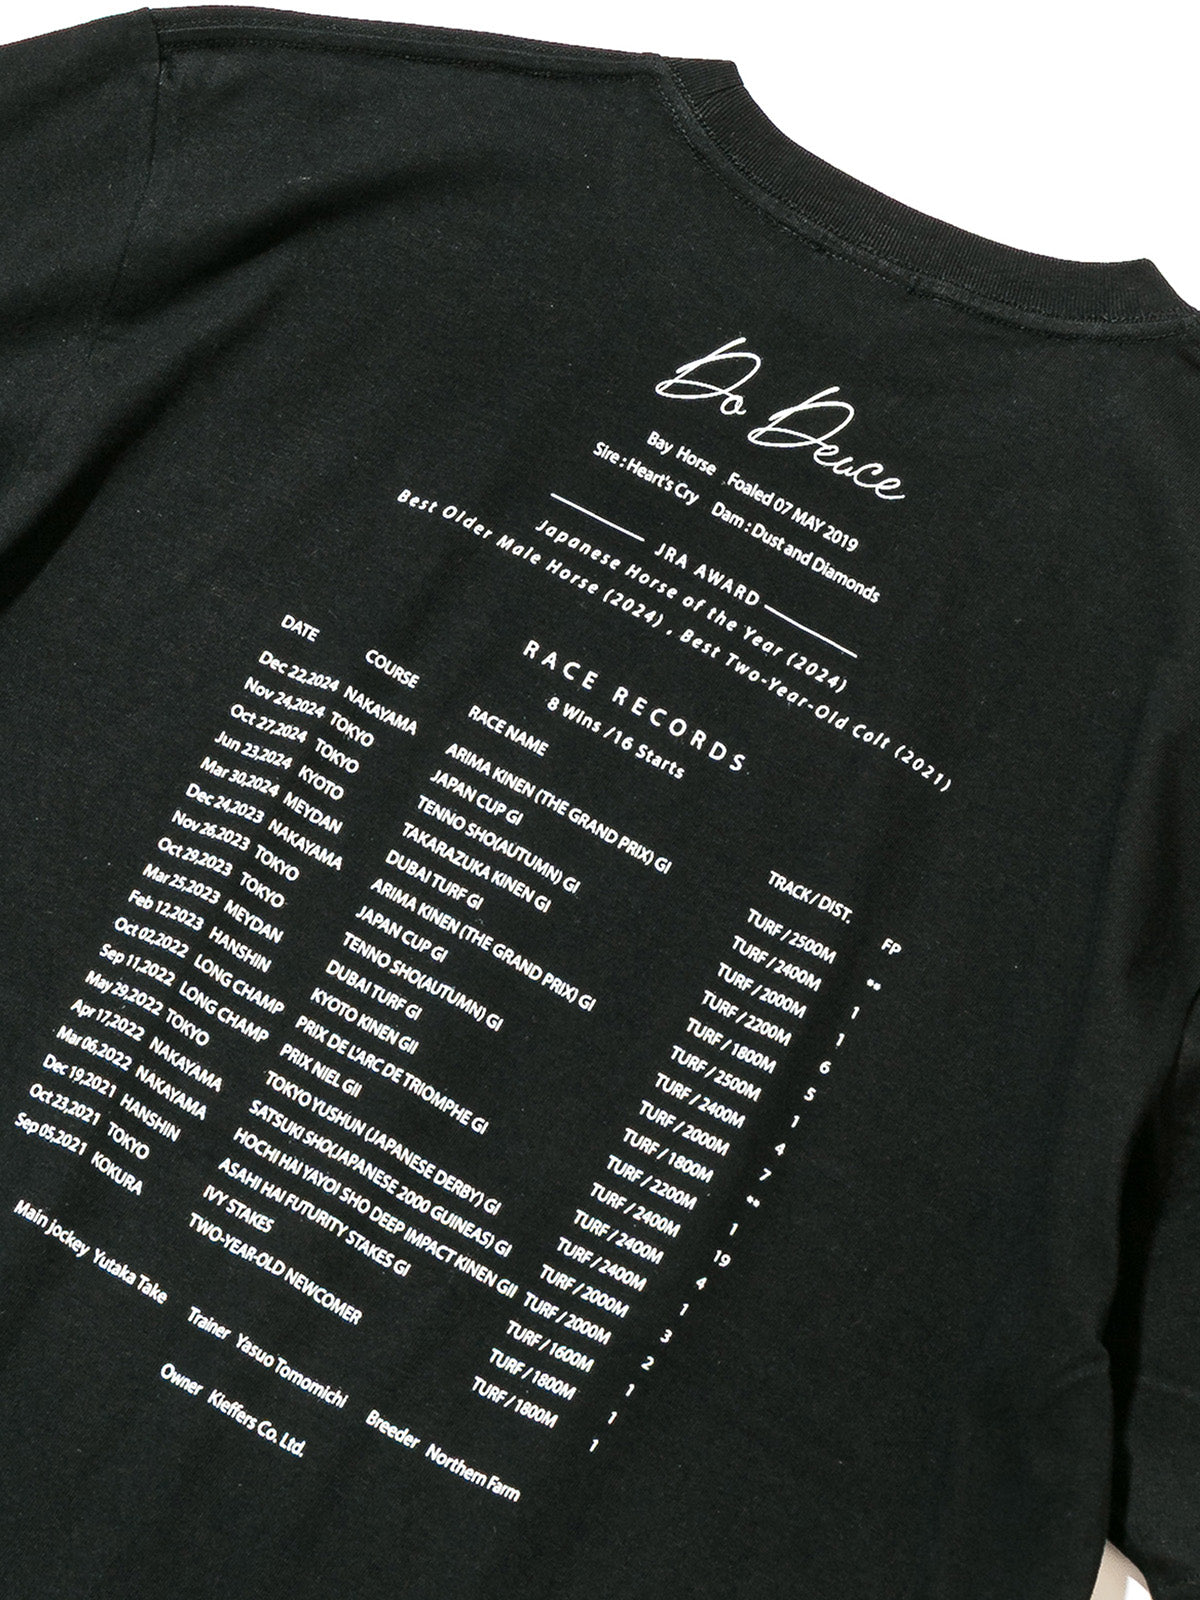 Do Deuce
Bay Horse Foaled 07 MAY 2019
Sire : Heart's Cry Dam : Dust and Diamonds
JRA AWARD
Japanese Horse of the Year (2024)
Best Older Male Horse (2024) , Best Two-Year-Old Colt (2021)
RACE RECORDS
8 Wins /16 Starts
DATE COURSE RACE NAME TRACK / DIST. FP
Dec 22,2024 NAKAYAMA ARIMA KINEN (THE GRAND PRIX) GI TURF / 2500M **
Nov 24,2024 TOKYO JAPAN CUP GI TURF / 2400M 1
Oct 27,2024 TOKYO TENNO SHO(AUTUMN) GI TURF / 2000M 1
Jun 23,2024 KYOTO TAKARAZUKA KINEN GI TURF / 2200M 6
Mar 30,2024 MEYDAN DUBAI TURF GI TURF / 1800M 5
Dec 24,2023 NAKAYAMA ARIMA KINEN (THE GRAND PRIX) GI TURF / 2500M 1
Nov 26,2023 TOKYO JAPAN CUP GI TURF / 2400M 4
Oct 29,2023 TOKYO TENNO SHO(AUTUMN) GI TURF / 2000M 7
Mar 25,2023 MEYDAN DUBAI TURF GI TURF / 1800M **
Feb 12,2023 HANSHIN KYOTO KINEN GII TURF / 2200M 1
Oct 02,2022 LONG CHAMP PRIX DE L'ARC DE TRIOMPHE GI TURF / 2400M 19
Sep 11,2022 LONG CHAMP PRIX NIEL GII TURF / 2400M 4
May 29,2022 TOKYO TOKYO YUSHUN (JAPANESE DERBY) GI TURF / 2400M 1
Apr 17,2022 NAKAYAMA SATSUKI SHO(JAPANESE 2000 GUINEAS) GI TURF / 2000M 3
Mar 06,2022 NAKAYAMA HOCHI HAI YAYOI SHO DEEP IMPACT KINEN GII TURF / 2000M 2
Dec 19,2021 HANSHIN ASAHI HAI FUTURITY STAKES GI TURF / 1600M 1
Oct 23,2021 TOKYO IVY STAKES TURF / 1800M 1
Sep 05,2021 KOKURA TWO-YEAR-OLD NEWCOMER TURF / 1800M 1
Main jockey Yutaka Take Trainer Yasuo Tomomichi Breeder Northern Farm
Owner Kieffers Co. Ltd.